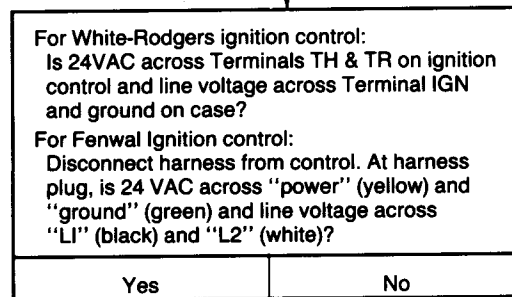 For White-Rodgers ignition control:
Is 24VAC across Terminals TH & TR on ignition
control and line voltage across Terminal IGN
and ground on case?
For Fenwal Ignition control:
Disconnect harness from control. At harness
plug, is 24 VAC across "power" (yellow) and
"ground" (green) and line voltage across
"LI" (black) and "L2" (white)?
Yes
No